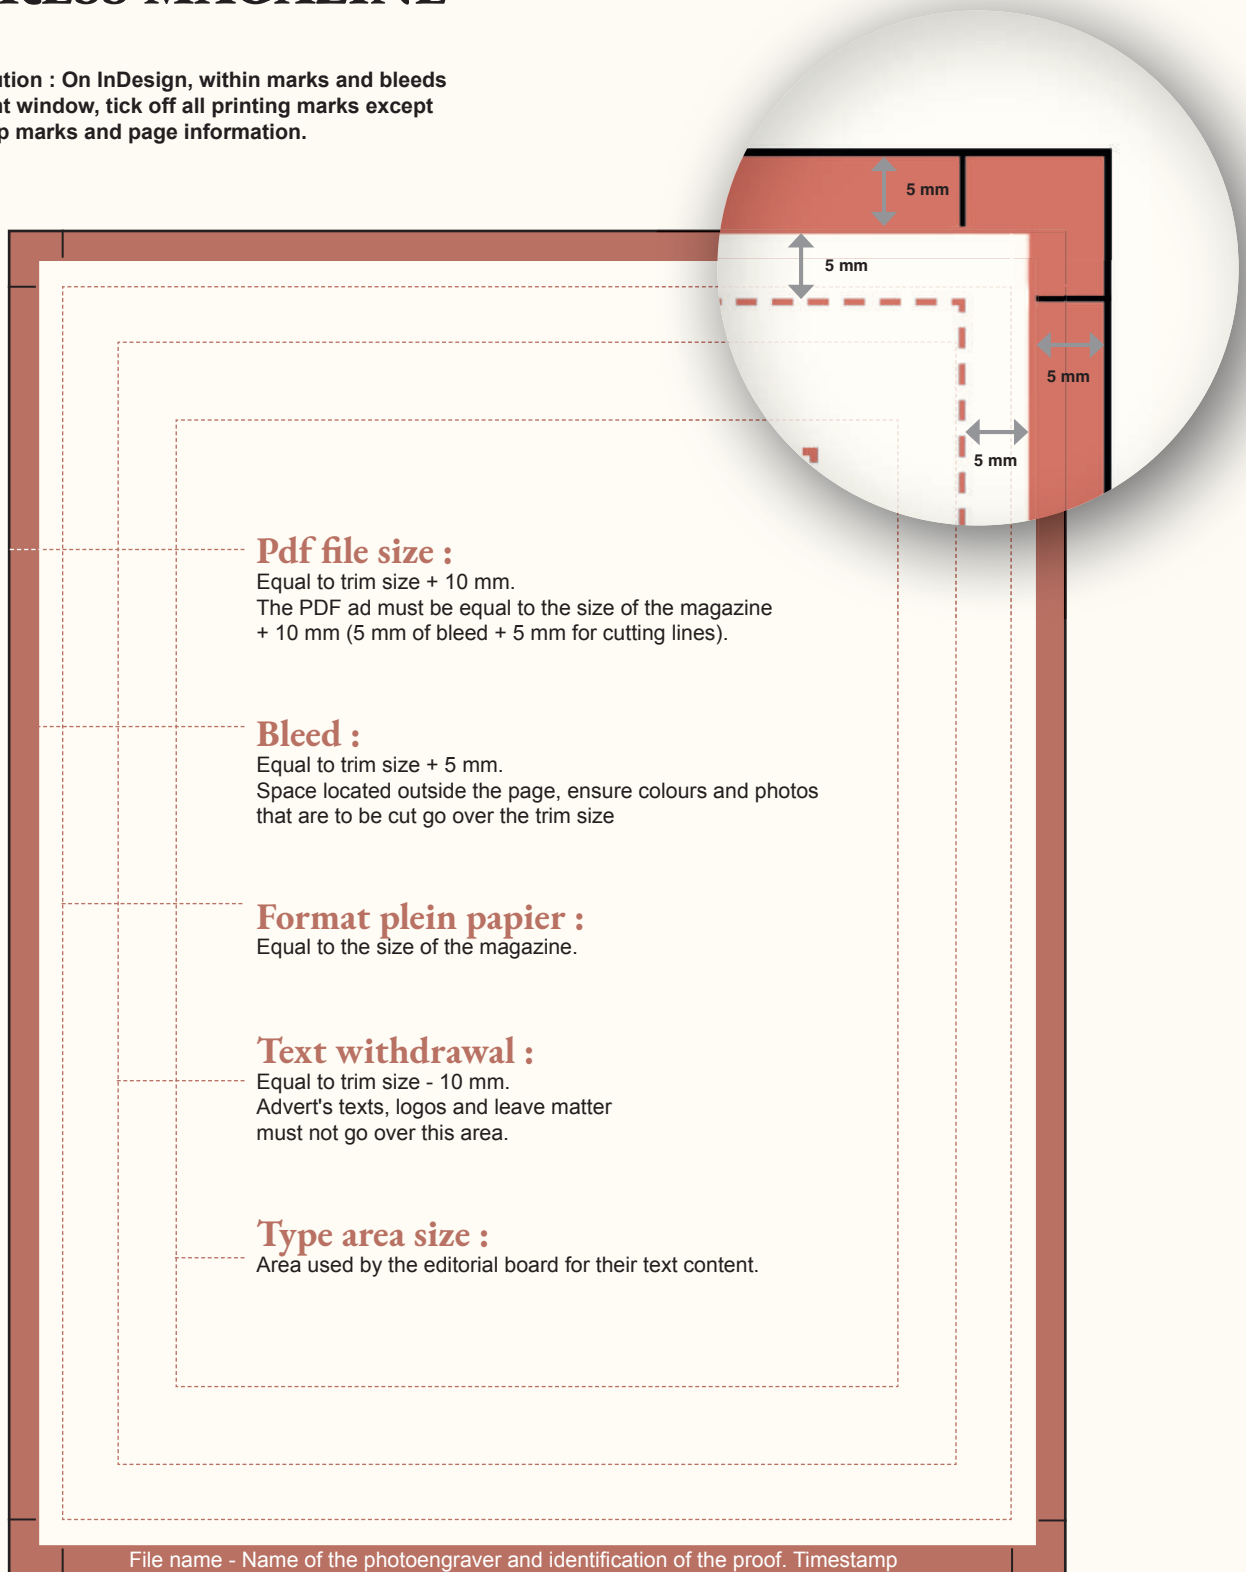 MAGAZINE
: On InDesign, within marks and bleeds
window, tick off all printing marks except
marks and page information.
5 mm
5 mm
5 mm
5 mm
Pdf file size :
Equal to trim size + 10 mm.
The PDF ad must be equal to the size of the magazine
+ 10 mm (5 mm of bleed + 5 mm for cutting lines).
Bleed :
Equal to trim size + 5 mm.
Space located outside the page, ensure colours and photos
that are to be cut go over the trim size
Format plein papier :
Equal to the size of the magazine.
Text withdrawal :
Equal to trim size - 10 mm.
Advert's texts, logos and leave matter
must not go over this area.
Type area size :
Area used by the editorial board for their text content.
File name - Name of the photoengraver and identification of the proof. Timestamp